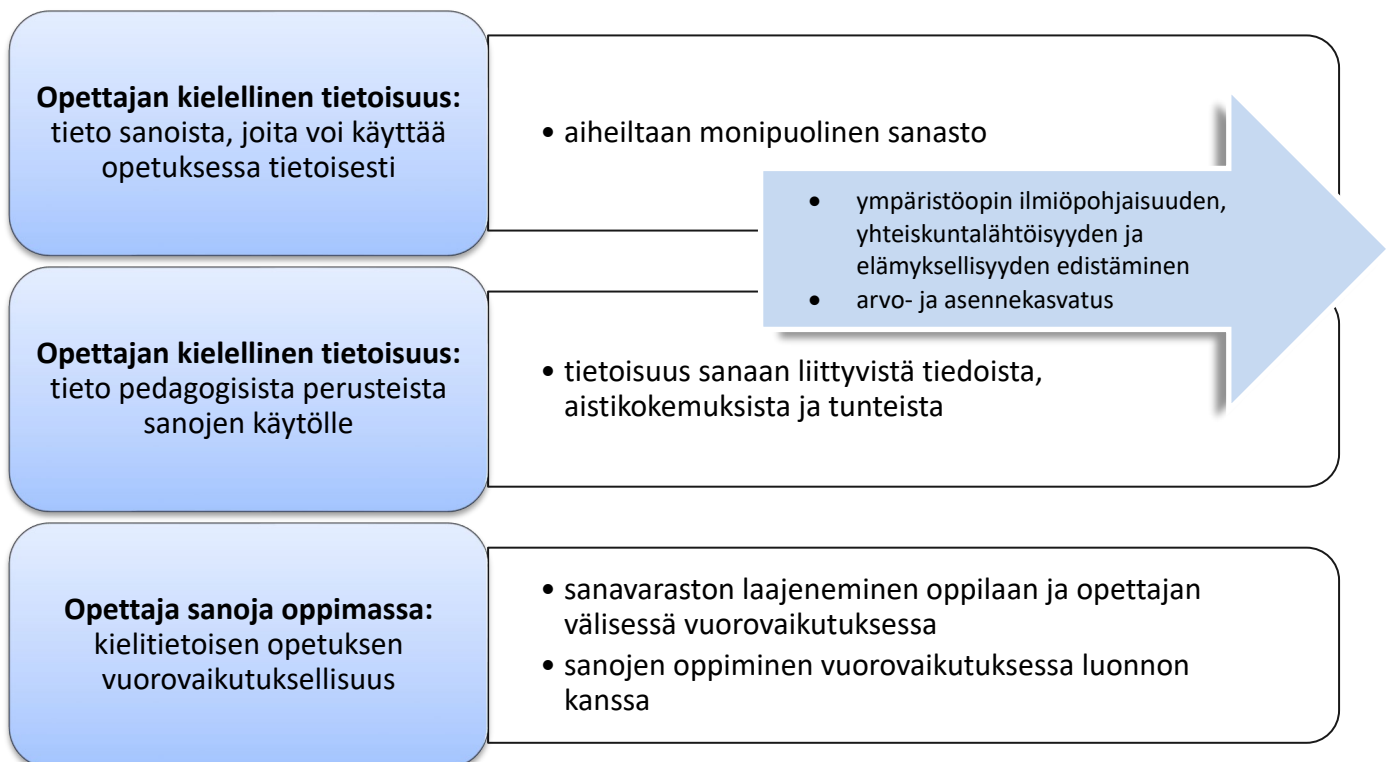 Opettajan kielellinen tietoisuus:
tieto sanoista, joita voi käyttää
opetuksessa tietoisesti
• aiheiltaan monipuolinen sanasto
• ympäristöopin ilmiöpohjaisuuden,
yhteiskuntalähtöisyyden ja
elämyksellisyyden edistäminen
• arvo- ja asennekasvatus
Opettajan kielellinen tietoisuus:
tieto pedagogisista perusteista
sanojen käytölle
• tietoisuus sanaan liittyvistä tiedoista,
aistikokemuksista ja tunteista
Opettaja sanoja oppimassa:
kielitietoisen opetuksen
vuorovaikutuksellisuus
• sanavaraston laajeneminen oppilaan ja opettajan
välisessä vuorovaikutuksessa
• sanojen oppiminen vuorovaikutuksessa luonnon
kanssa